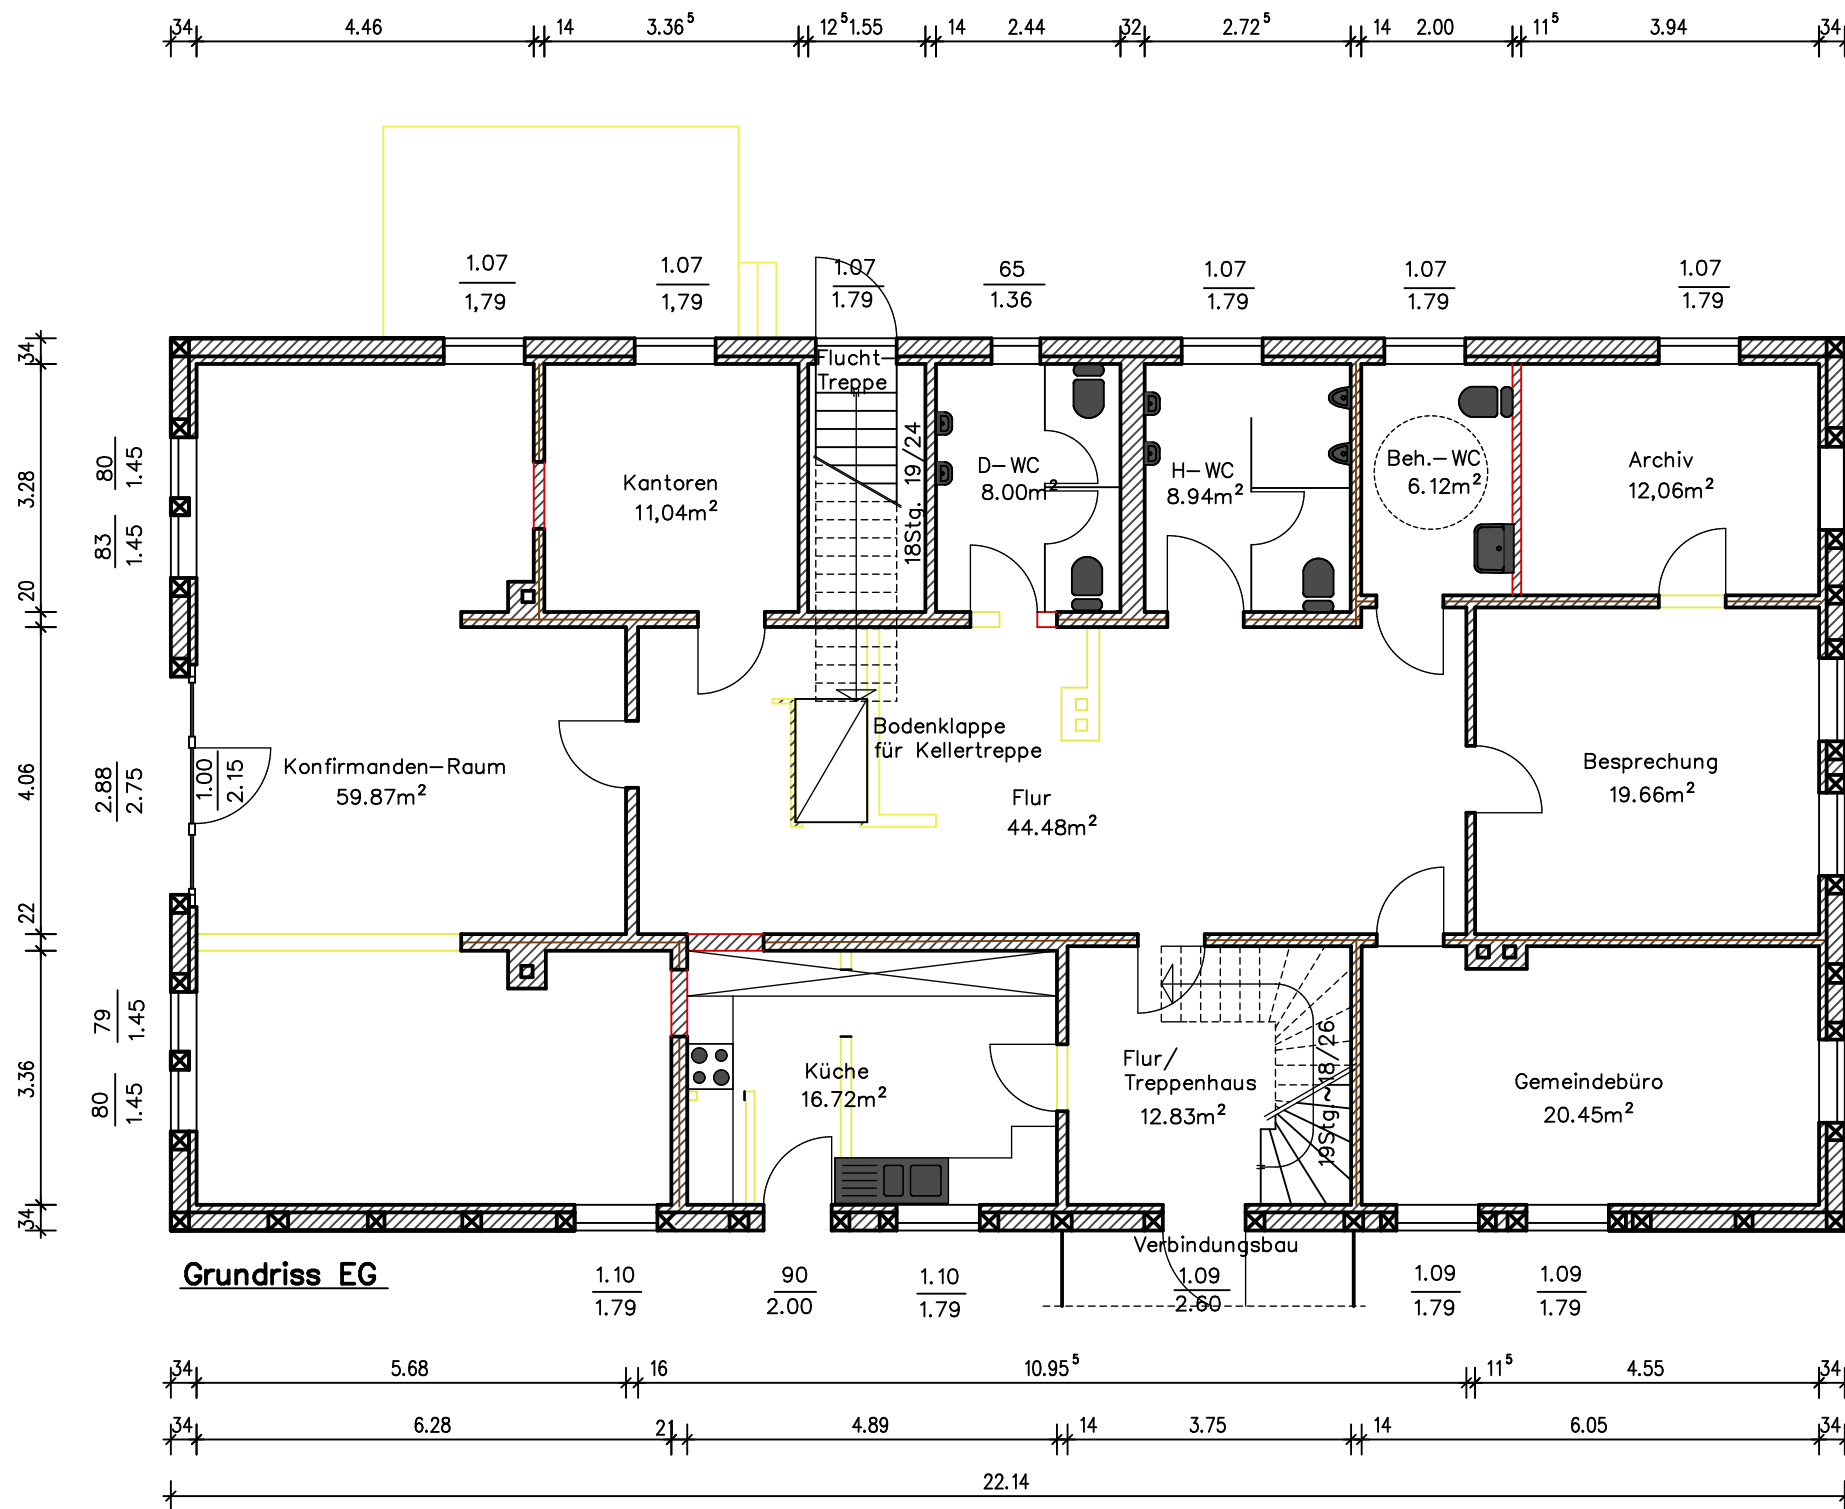 34 4.46 14 3.36⁵ 12⁵ 1.55 14 2.44 32 2.72⁵ 14 2.00 11⁵ 3.94 34
1.07 1.07 1.07 65 1.07 1.07 1.07
1,79 1,79 1.79 1.36 1.79 1.79 1.79
34
3.28
20
4.06
22
3.36
34
80
1.45
83
1.45
2.88
2.75
1.00
2.15
79
1.45
80
1.45
Flucht-
Treppe
18Stg. 19/24
Kantoren
11,04m²
D-WC
8.00m²
H-WC
8.94m²
Beh.-WC
6.12m²
Archiv
12,06m²
Konfirmanden-Raum
59.87m²
Bodenklappe
für Kellertreppe
Flur
44.48m²
Besprechung
19.66m²
Küche
16.72m²
Flur/
Treppenhaus
12.83m²
19Stg.~18/26
Gemeindebüro
20.45m²
Verbindungsbau
Grundriss EG
1.10 90 1.10 1.09 1.09 1.09
1.79 2.00 1.79 2.60 1.79 1.79
34 5.68 16 10.95⁵ 11⁵ 4.55 34
34 6.28 21 4.89 14 3.75 14 6.05 34
22.14